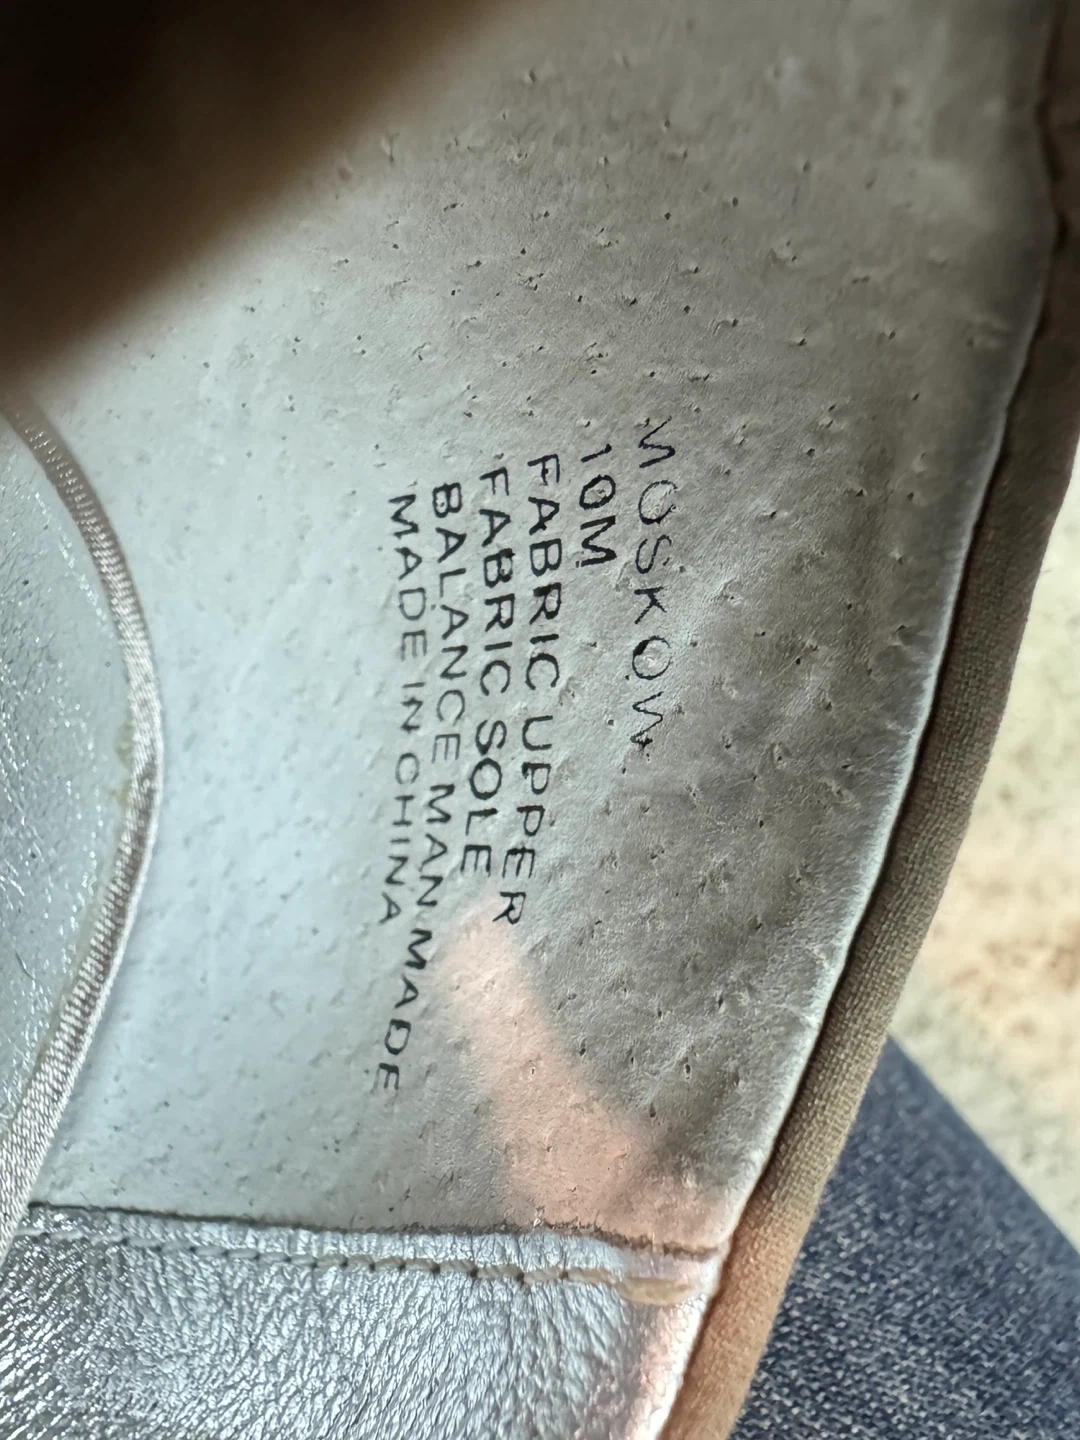 MOSKOW
10M
FABRIC UPPER
FABRIC SOLE
BALANCE MAN MADE
MADE IN CHINA